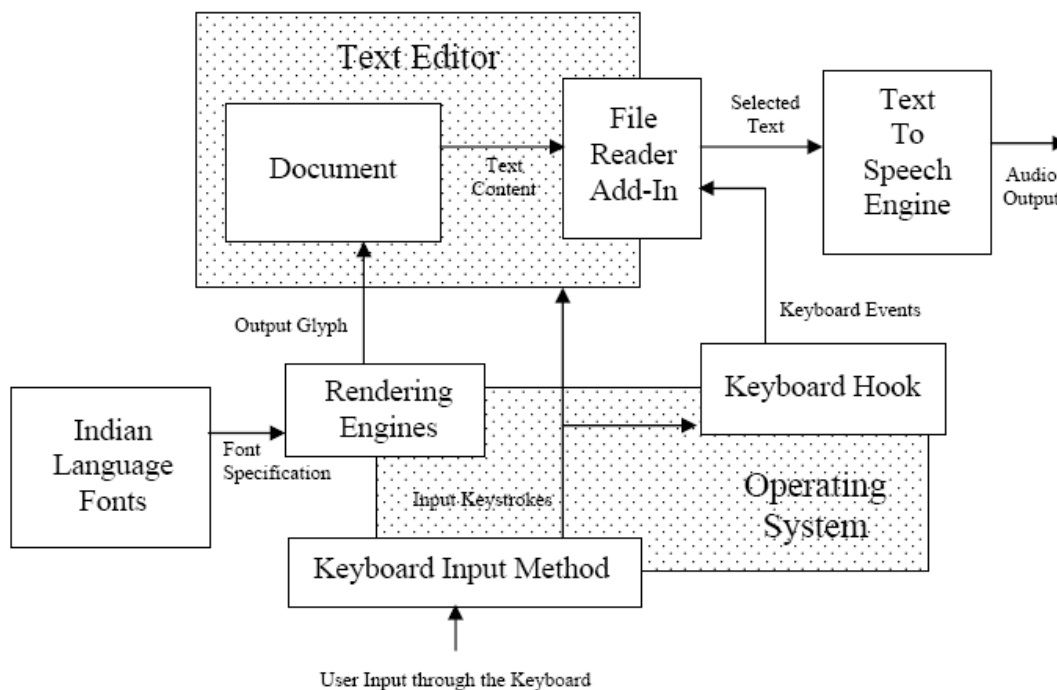 Text Editor
Document
Text
Content
File
Reader
Add-In
Selected
Text
Text
To
Speech
Engine
Audio
Output
Output Glyph
Keyboard Events
Indian
Language
Fonts
Font
Specification
Rendering
Engines
Keyboard Hook
Input Keystrokes
Operating
System
Keyboard Input Method
User Input through the Keyboard